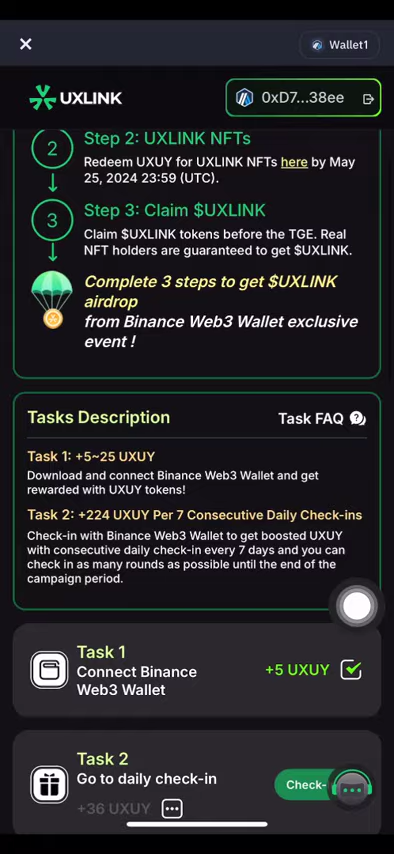 Wallet1
UXLINK
0xD7...38ee
2
Step 2: UXLINK NFTs
Redeem UXUY for UXLINK NFTs here by May
25, 2024 23:59 (UTC).
3
Step 3: Claim $UXLINK
Claim $UXLINK tokens before the TGE. Real
NFT holders are guaranteed to get $UXLINK.
Complete 3 steps to get $UXLINK
airdrop
from Binance Web3 Wallet exclusive
event !
Tasks Description
Task FAQ
Task 1: +5~25 UXUY
Download and connect Binance Web3 Wallet and get
rewarded with UXUY tokens!
Task 2: +224 UXUY Per 7 Consecutive Daily Check-ins
Check-in with Binance Web3 Wallet to get boosted UXUY
with consecutive daily check-in every 7 days and you can
check in as many rounds as possible until the end of the
campaign period.
Task 1
Connect Binance
Web3 Wallet
+5 UXUY
Task 2
Go to daily check-in
+36 UXUY
Check-